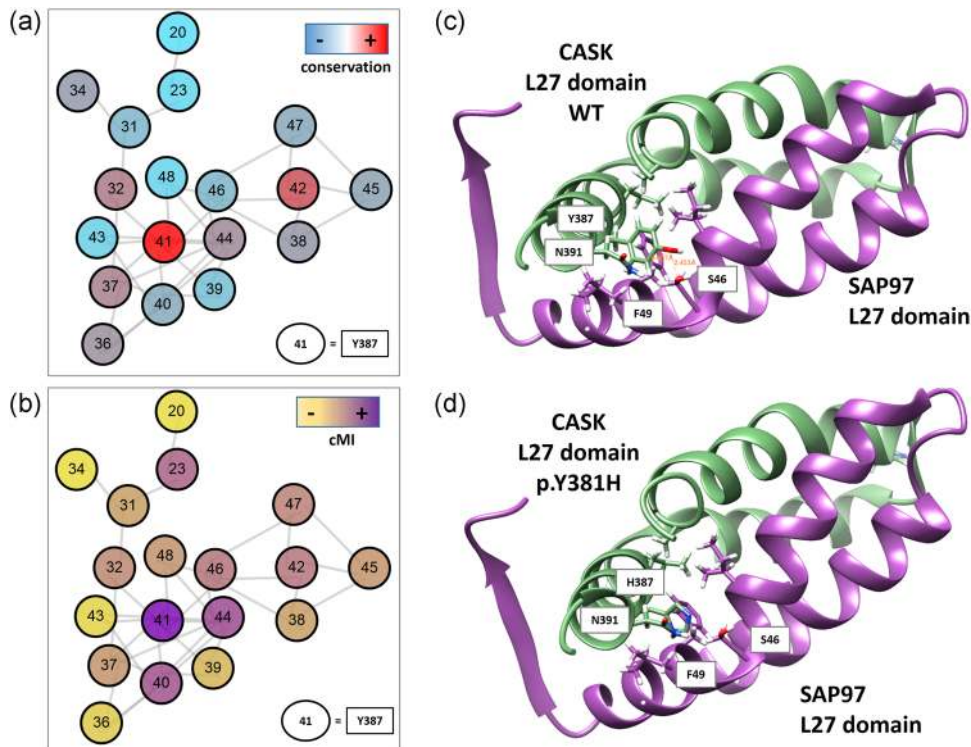 (a)
20
- +
conservation
34
23
31
47
32
48
46
42
45
43
41
44
38
37
40
39
36
41 = Y387
(b)
20
- +
cMI
34
23
31
47
32
48
46
42
45
43
41
44
38
37
40
39
36
41 = Y387
(c)
CASK
L27 domain
WT
Y387
N391
S46
F49
SAP97
L27 domain
(d)
CASK
L27 domain
p.Y381H
H387
N391
S46
F49
SAP97
L27 domain